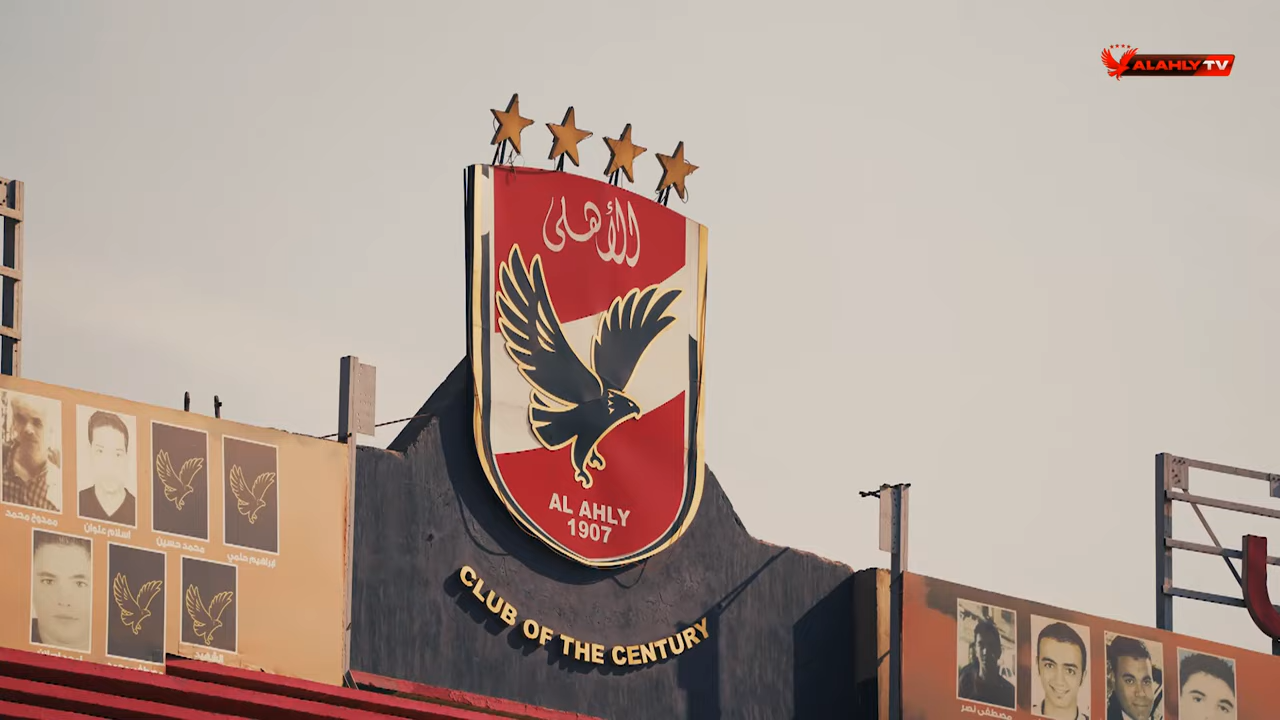 ALAHLY TV
الأهلى
AL AHLY
1907
CLUB OF THE CENTURY
ممدوح محمد
اسلام علوان
محمد حسين
ابراهيم حلمي
الشهيد
مصطفى نصر